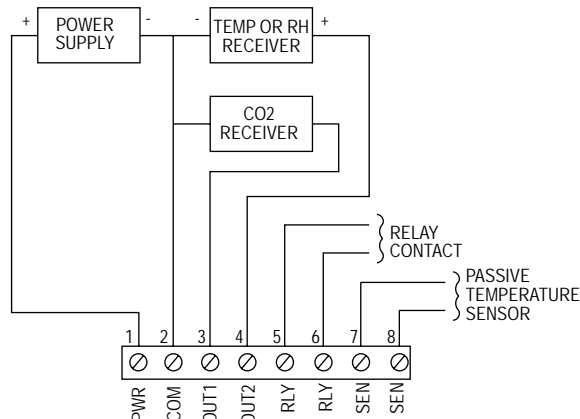 + POWER SUPPLY -
- TEMP OR RH RECEIVER +
CO2 RECEIVER
RELAY
CONTACT
PASSIVE
TEMPERATURE
SENSOR
1 2 3 4 5 6 7 8
PWR COM OUT1 OUT2 RLY RLY SEN SEN